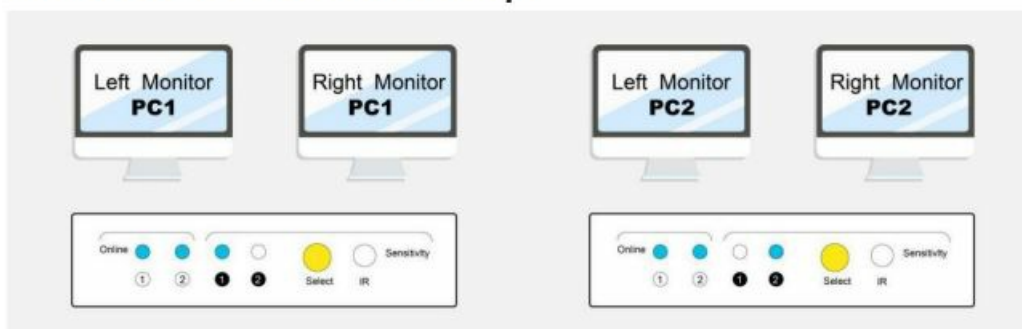 Left Monitor
PC1
Right Monitor
PC1
Left Monitor
PC2
Right Monitor
PC2
Online
Sensitivity
1 2 1 2 Select IR
Online
Sensitivity
1 2 1 2 Select IR